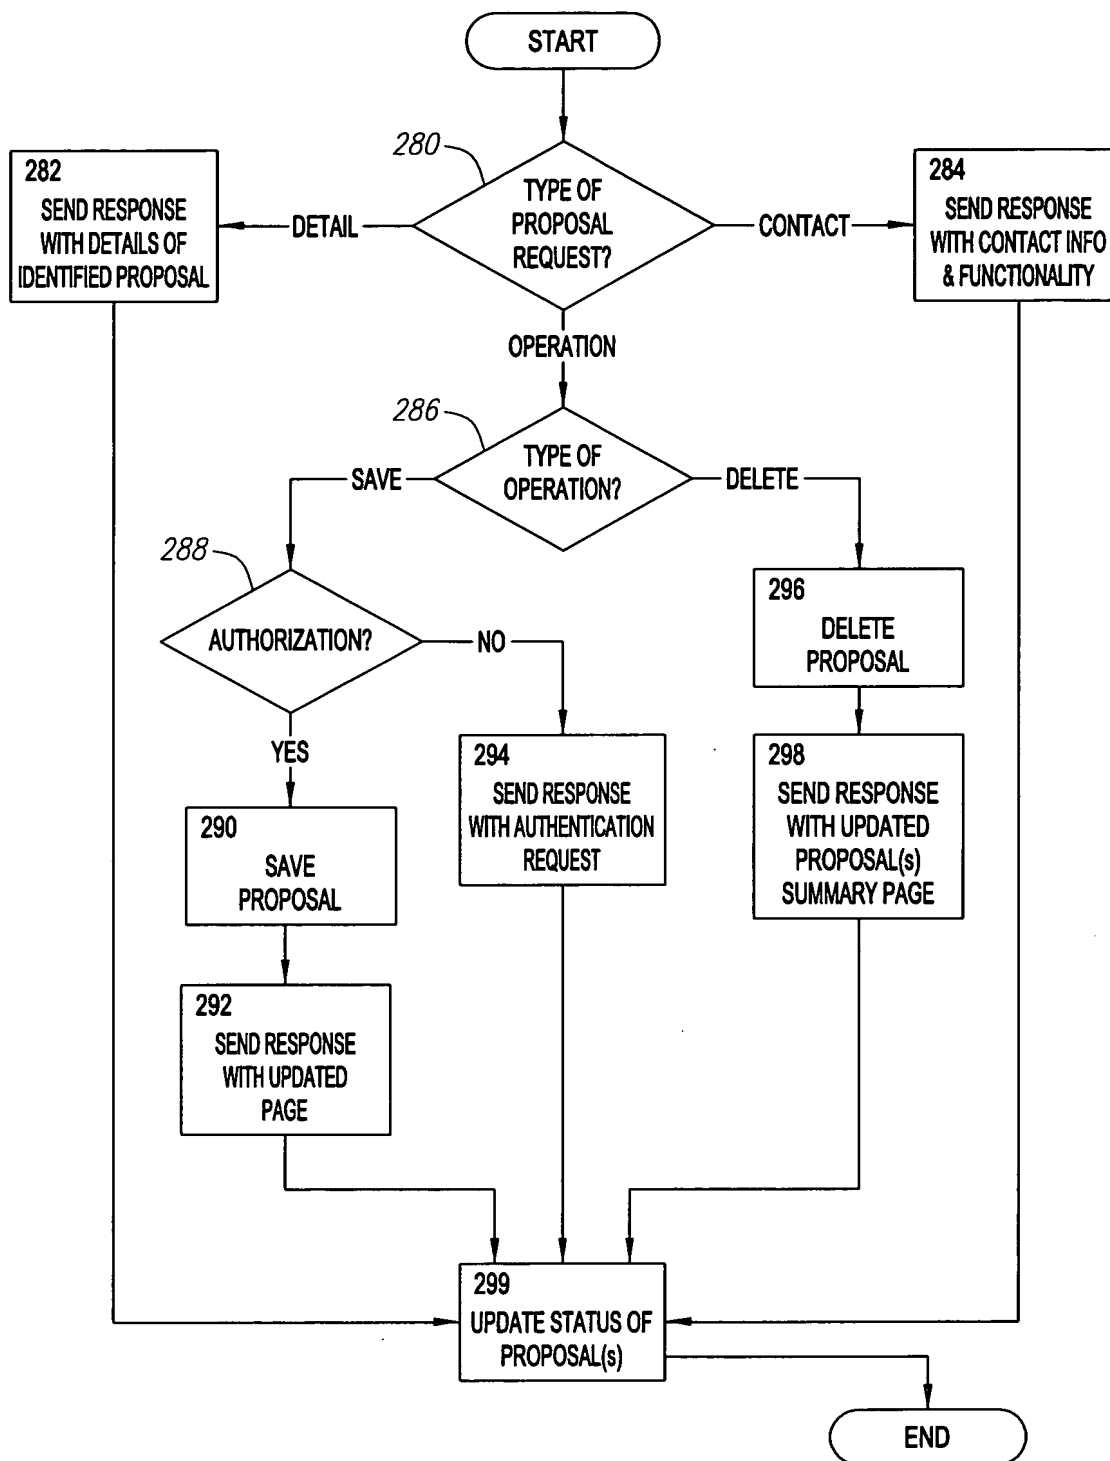 START
280
TYPE OF
PROPOSAL
REQUEST?
282
SEND RESPONSE
WITH DETAILS OF
IDENTIFIED PROPOSAL
DETAIL
CONTACT
284
SEND RESPONSE
WITH CONTACT INFO
& FUNCTIONALITY
OPERATION
286
TYPE OF
OPERATION?
SAVE
DELETE
288
AUTHORIZATION?
NO
YES
296
DELETE
PROPOSAL
290
SAVE
PROPOSAL
294
SEND RESPONSE
WITH AUTHENTICATION
REQUEST
298
SEND RESPONSE
WITH UPDATED
PROPOSAL(s)
SUMMARY PAGE
292
SEND RESPONSE
WITH UPDATED
PAGE
299
UPDATE STATUS OF
PROPOSAL(s)
END